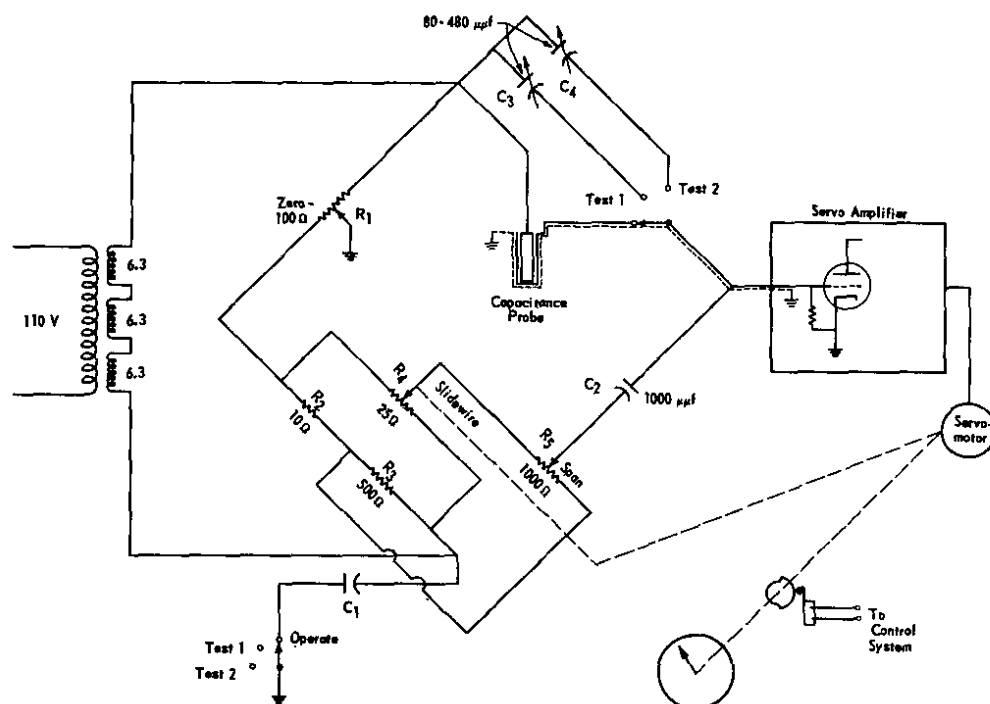 80-480 μμf
C3
C4
Test 1
Test 2
Zero-
100Ω
R1
Servo Amplifier
6.3
6.3
6.3
110 V
Capacitance
Probe
C2
1000 μμf
R4
25Ω
Slidewire
R2
10Ω
R5
1000Ω
Span
R3
500Ω
Servo-
motor
C1
Operate
Test 1
Test 2
To
Control
System